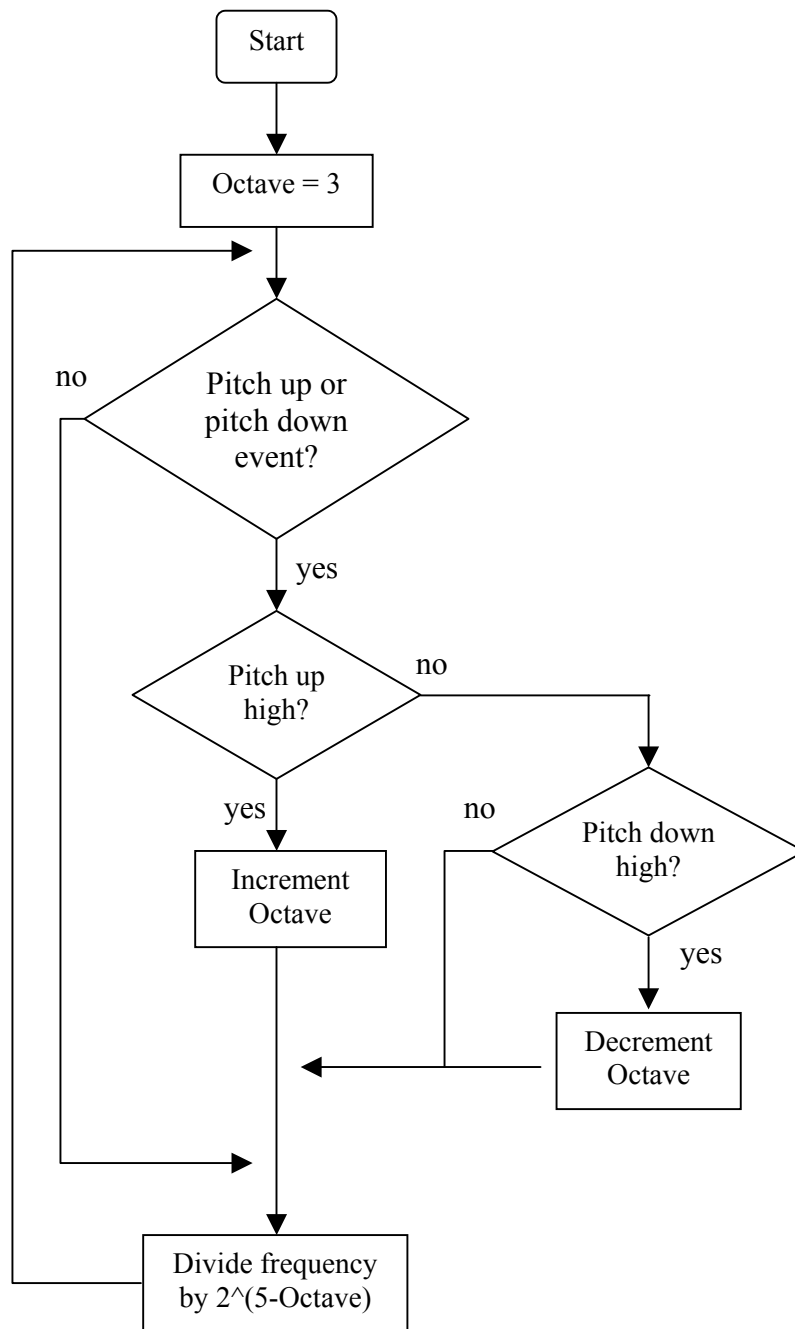 Start
Octave = 3
no
Pitch up or
pitch down
event?
yes
Pitch up
high?
no
yes
no
Pitch down
high?
Increment
Octave
yes
Decrement
Octave
Divide frequency
by 2^(5-Octave)